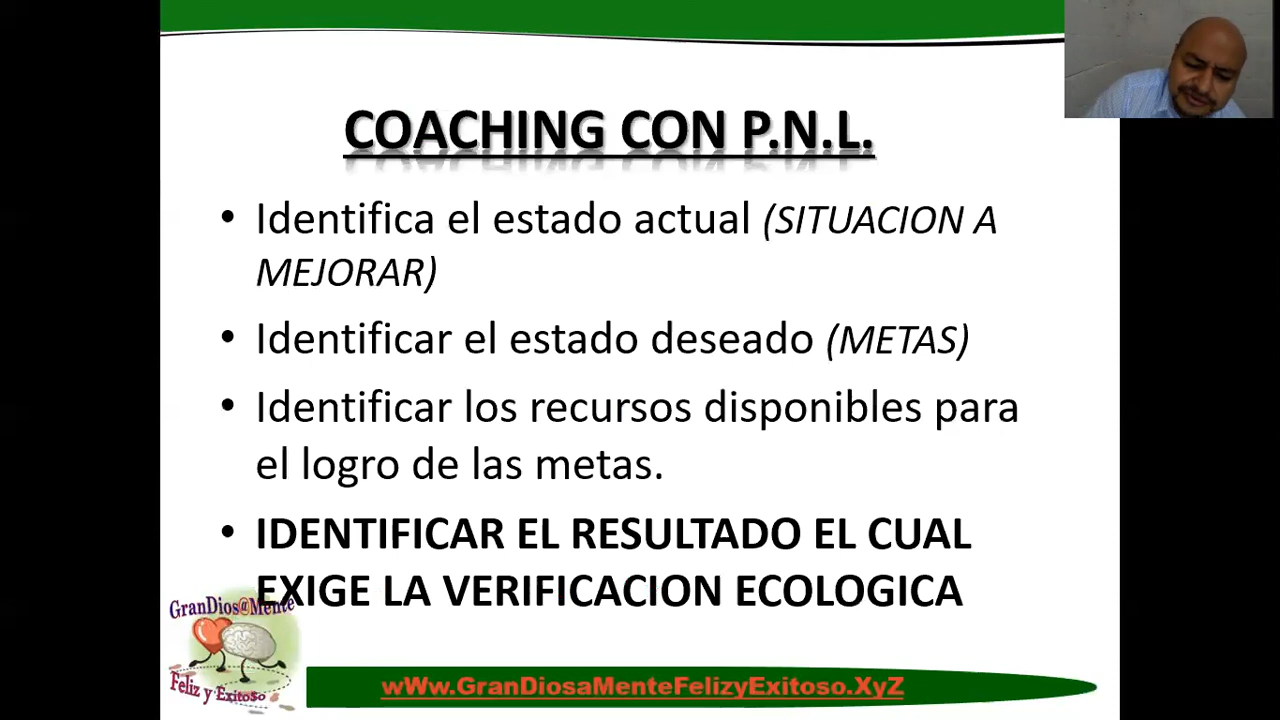 COACHING CON P.N.L.
• Identifica el estado actual (SITUACION A
MEJORAR)
• Identificar el estado deseado (METAS)
• Identificar los recursos disponibles para
el logro de las metas.
• IDENTIFICAR EL RESULTADO EL CUAL
EXIGE LA VERIFICACION ECOLOGICA
GranDios@Mente
Feliz y Exito$o
wWw.GranDiosaMenteFelizyExitoso.XyZ